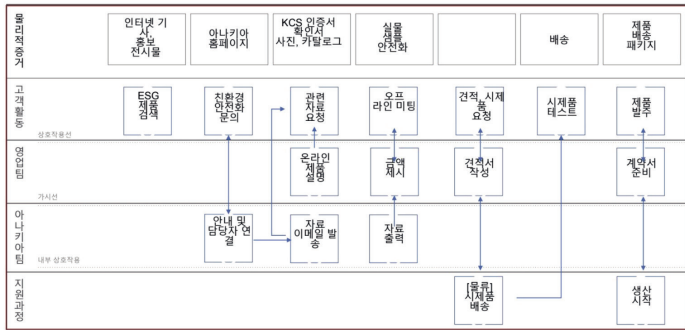 물리적증거
인터넷 기
사,
홍보
전시물
아나키아
홈페이지
KCS 인증서
확인서
사진, 카탈로그
실물
샘플
안전화
배송
제품
배송
패키지
고객활동
ESG
제품
검색
친환경
안전화
문의
관련
자료
요청
오프
라인 미팅
견적, 시제
품
요청
시제품
테스트
제품
발주
상호작용선
영업팀
온라인
제품
설명
금액
제시
견적서
작성
계약서
준비
가시선
아나키아팀
안내 및
담당자 연
결
자료
이메일 발
송
자료
출력
내부 상호작용
지원과정
[물류]
시제품
배송
생산
시작